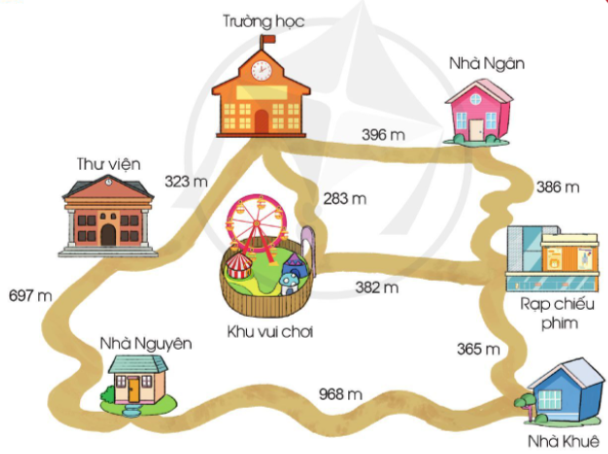 Trường học
Nhà Ngân
396 m
Thư viện
323 m
283 m
386 m
382 m
697 m
Khu vui chơi
Rạp chiếu
phim
Nhà Nguyên
365 m
968 m
Nhà Khuê